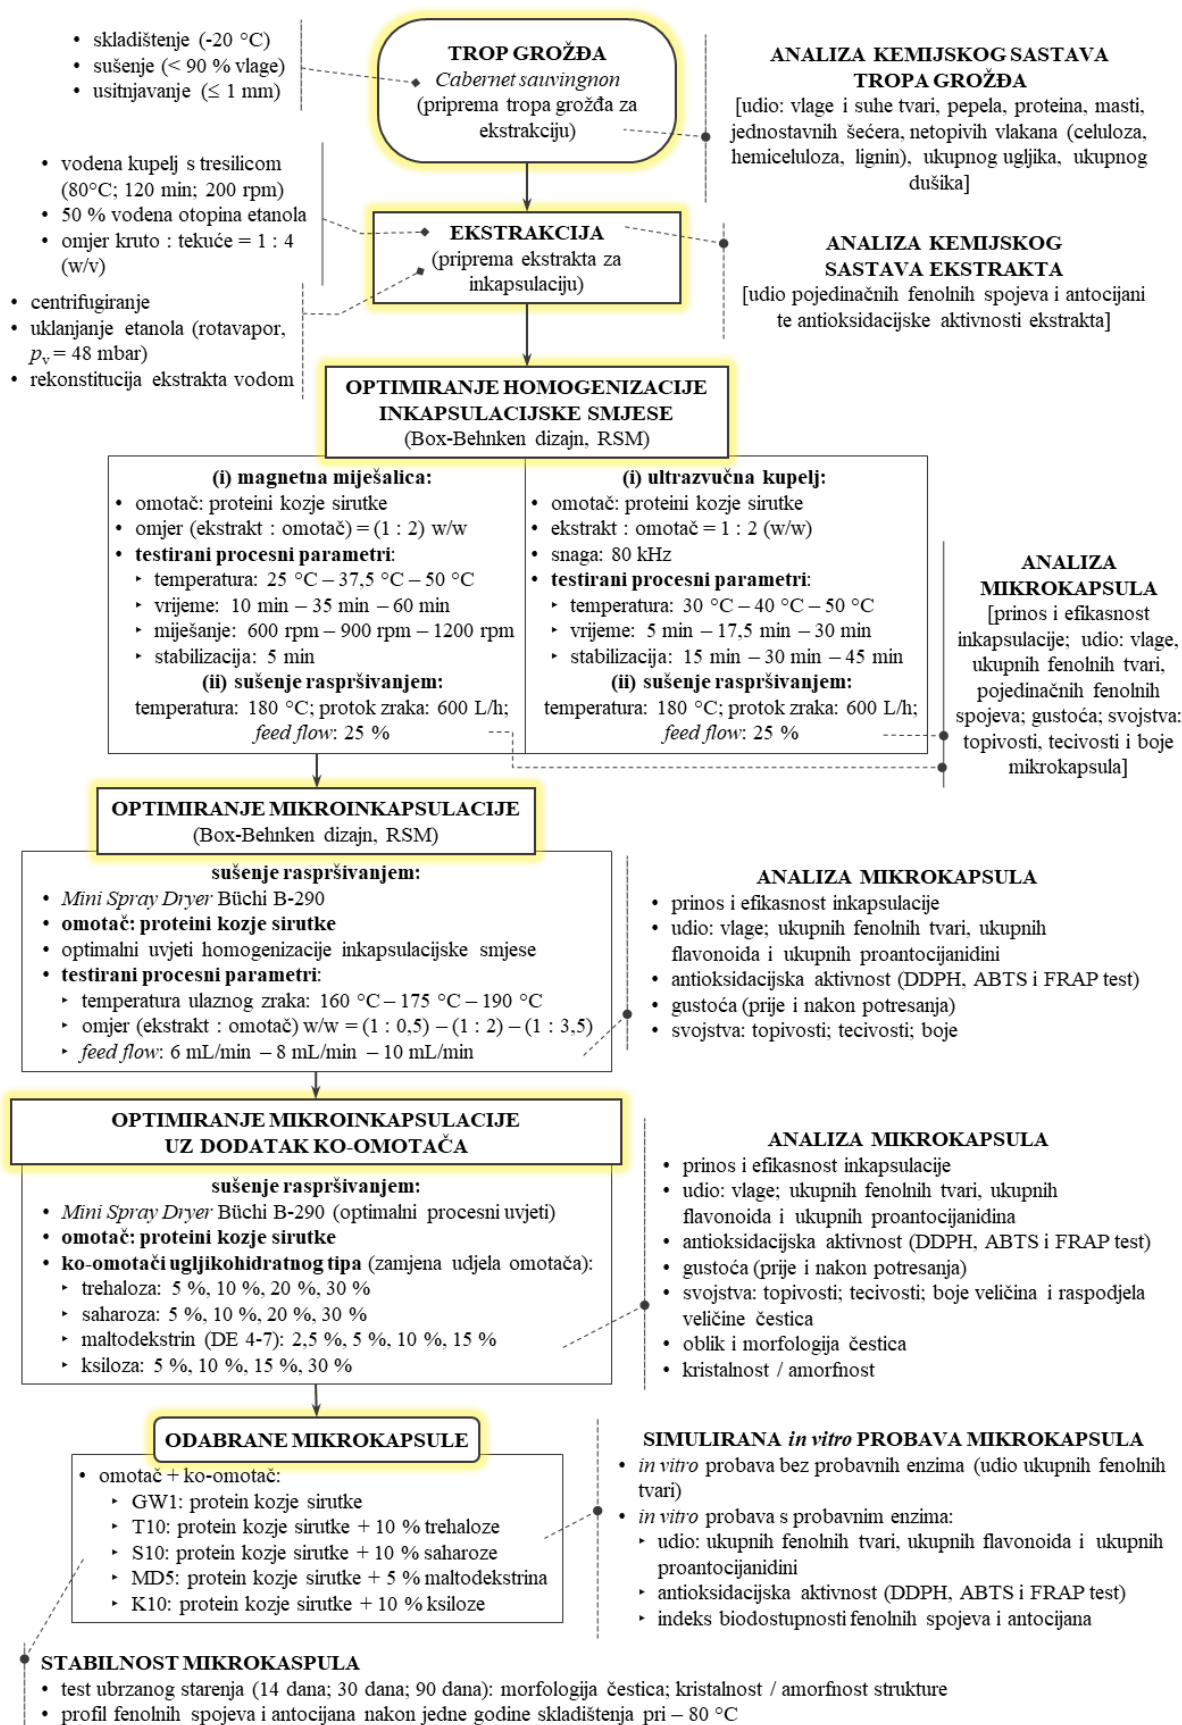 • skladištenje (-20 °C)
• sušenje (< 90 % vlage)
• usitnjavanje (≤ 1 mm)
TROP GROŽĐA
Cabernet sauvingnon
(priprema tropa grožđa za
ekstrakciju)
ANALIZA KEMIJSKOG SASTAVA
TROPA GROŽĐA
[udio: vlage i suhe tvari, pepela, proteina, masti,
jednostavnih šećera, netopivih vlakana (celuloza,
hemiceluloza, lignin), ukupnog ugljika, ukupnog
dušika]
• vodena kupelj s tresilicom
(80°C; 120 min; 200 rpm)
• 50 % vodena otopina etanola
• omjer kruto : tekuće = 1 : 4
(w/v)
EKSTRAKCIJA
(priprema ekstrakta za
inkapsulaciju)
ANALIZA KEMIJSKOG
SASTAVA EKSTRAKTA
[udio pojedinačnih fenolnih spojeva i antocijani
te antioksidacijske aktivnosti ekstrakta]
• centrifugiranje
• uklanjanje etanola (rotavapor,
pv = 48 mbar)
• rekonstitucija ekstrakta vodom
OPTIMIRANJE HOMOGENIZACIJE
INKAPSULACIJSKE SMJESE
(Box-Behnken dizajn, RSM)
(i) magnetna miješalica:
• omotač: proteini kozje sirutke
• omjer (ekstrakt : omotač) = (1 : 2) w/w
• testirani procesni parametri:
‣ temperatura: 25 °C – 37,5 °C – 50 °C
‣ vrijeme: 10 min – 35 min – 60 min
‣ miješanje: 600 rpm – 900 rpm – 1200 rpm
‣ stabilizacija: 5 min
(ii) sušenje raspršivanjem:
temperatura: 180 °C; protok zraka: 600 L/h;
feed flow: 25 %
(i) ultrazvučna kupelj:
• omotač: proteini kozje sirutke
• ekstrakt : omotač = 1 : 2 (w/w)
• snaga: 80 kHz
• testirani procesni parametri:
‣ temperatura: 30 °C – 40 °C – 50 °C
‣ vrijeme: 5 min – 17,5 min – 30 min
‣ stabilizacija: 15 min – 30 min – 45 min
(ii) sušenje raspršivanjem:
temperatura: 180 °C; protok zraka: 600 L/h;
feed flow: 25 %
ANALIZA
MIKROKAPSULA
[prinos i efikasnost
inkapsulacije; udio: vlage,
ukupnih fenolnih tvari,
pojedinačnih fenolnih
spojeva; gustoća; svojstva:
topivosti, tecivosti i boje
mikrokapsula]
OPTIMIRANJE MIKROINKAPSULACIJE
(Box-Behnken dizajn, RSM)
sušenje raspršivanjem:
• Mini Spray Dryer Büchi B-290
• omotač: proteini kozje sirutke
• optimalni uvjeti homogenizacije inkapsulacijske smjese
• testirani procesni parametri:
‣ temperatura ulaznog zraka: 160 °C – 175 °C – 190 °C
‣ omjer (ekstrakt : omotač) w/w = (1 : 0,5) – (1 : 2) – (1 : 3,5)
‣ feed flow: 6 mL/min – 8 mL/min – 10 mL/min
ANALIZA MIKROKAPSULA
• prinos i efikasnost inkapsulacije
• udio: vlage; ukupnih fenolnih tvari, ukupnih
flavonoida i ukupnih proantocijanidini
• antioksidacijska aktivnost (DDPH, ABTS i FRAP test)
• gustoća (prije i nakon potresanja)
• svojstva: topivosti; tecivosti; boje
OPTIMIRANJE MIKROINKAPSULACIJE
UZ DODATAK KO-OMOTAČA
sušenje raspršivanjem:
• Mini Spray Dryer Büchi B-290 (optimalni procesni uvjeti)
• omotač: proteini kozje sirutke
• ko-omotači ugljikohidratnog tipa (zamjena udjela omotača):
‣ trehaloza: 5 %, 10 %, 20 %, 30 %
‣ saharoza: 5 %, 10 %, 20 %, 30 %
‣ maltodekstrin (DE 4-7): 2,5 %, 5 %, 10 %, 15 %
‣ ksiloza: 5 %, 10 %, 15 %, 30 %
ANALIZA MIKROKAPSULA
• prinos i efikasnost inkapsulacije
• udio: vlage; ukupnih fenolnih tvari, ukupnih
flavonoida i ukupnih proantocijanidina
• antioksidacijska aktivnost (DDPH, ABTS i FRAP test)
• gustoća (prije i nakon potresanja)
• svojstva: topivosti; tecivosti; boje veličina i raspodjela
veličine čestica
• oblik i morfologija čestica
• kristalnost / amorfnost
ODABRANE MIKROKAPSULE
• omotač + ko-omotač:
‣ GW1: protein kozje sirutke
‣ T10: protein kozje sirutke + 10 % trehaloze
‣ S10: protein kozje sirutke + 10 % saharoze
‣ MD5: protein kozje sirutke + 5 % maltodekstrina
‣ K10: protein kozje sirutke + 10 % ksiloze
SIMULIRANA in vitro PROBAVA MIKROKAPSULA
• in vitro probava bez probavnih enzima (udio ukupnih fenolnih
tvari)
• in vitro probava s probavnim enzima:
‣ udio: ukupnih fenolnih tvari, ukupnih flavonoida i ukupnih
proantocijanidini
‣ antioksidacijska aktivnost (DDPH, ABTS i FRAP test)
‣ indeks biodostupnosti fenolnih spojeva i antocijana
STABILNOST MIKROKASPULA
• test ubrzanog starenja (14 dana; 30 dana; 90 dana): morfologija čestica; kristalnost / amorfnost strukture
• profil fenolnih spojeva i antocijana nakon jedne godine skladištenja pri – 80 °C